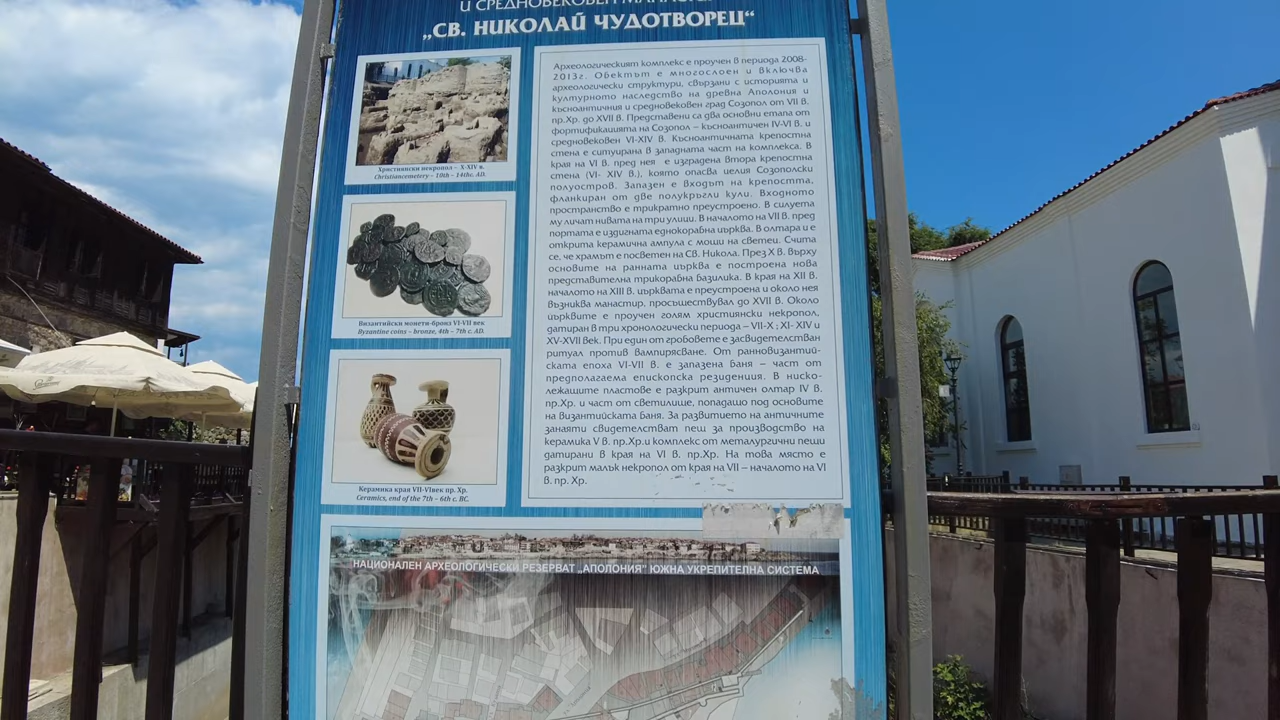 И СРЕДНОВЕКОВЕН
„СВ. НИКОЛАЙ ЧУДОТВОРЕЦ“
Християнски некропол – X-XIV в.
Christiancemetery – 10th – 14thc. AD.
Византийски монети-бронз VI-VII век
Byzantine coins – bronze, 4th – 7th c. AD.
Керамика края VII-VIвек пр. Хр.
Ceramics, end of the 7th – 6th c. BC.
Археологическият комплекс е проучен в периода 2008-
2013г. Обектът е многослоен и включва
археологически структури, свързани с историята и
културното наследство на древна Аполония и
късноантичния и средновековен град Созопол от VII в.
пр.Хр. до XVII в. Представени са два основни етапа от
фортификацията на Созопол – късноантичен IV-VI в. и
средновековен VI-XIV в. Късноантичната крепостна
стена е ситуирана в западната част на комплекса. В
края на VI в. пред нея е изградена втора крепостна
стена (VI- XIV в.), която опасва целия Созополски
полуостров. Запазен е входът на крепостта,
фланкиран от две полукръгли кули. Входното
пространство е трикратно преустроено. В силуета
му личат нивата на три улици. В началото на VII в. пред
портата е издигната еднокорабна църква. В олтара и е
открита керамична ампула с мощи на светец. Счита
се, че храмът е посветен на Св. Никола. През X в. върху
основите на ранната църква е построена нова
представителна трикорабна базилика. В края на XII в.
началото на XIII в. църквата е преустроена и около нея
възниква манастир, просъществувал до XVII в. Около
църквите е проучен голям християнски некропол,
датиран в три хронологически периода – VII-X ; XI- XIV и
XV-XVII век. При един от гробовете е засвидетелстван
ритуал против вампирясване. От ранновизантий-
ската епоха VI-VII в. е запазена баня – част от
предполагаема епископска резиденция. В ниско-
лежащите пластове е разкрит античен олтар IV в.
пр.Хр. и част от светилище, попадащо под основите
на византийската баня. За развитието на античните
занаяти свидетелстват пещ за производство на
керамика V в. пр.Хр.и комплекс от металургични пещи
датирани в края на VI в. пр.Хр. На това място е
разкрит малък некропол от края на VII – началото на VI
в. пр. Хр.
НАЦИОНАЛЕН АРХЕОЛОГИЧЕСКИ РЕЗЕРВАТ „АПОЛОНИЯ“ ЮЖНА УКРЕПИТЕЛНА СИСТЕМА